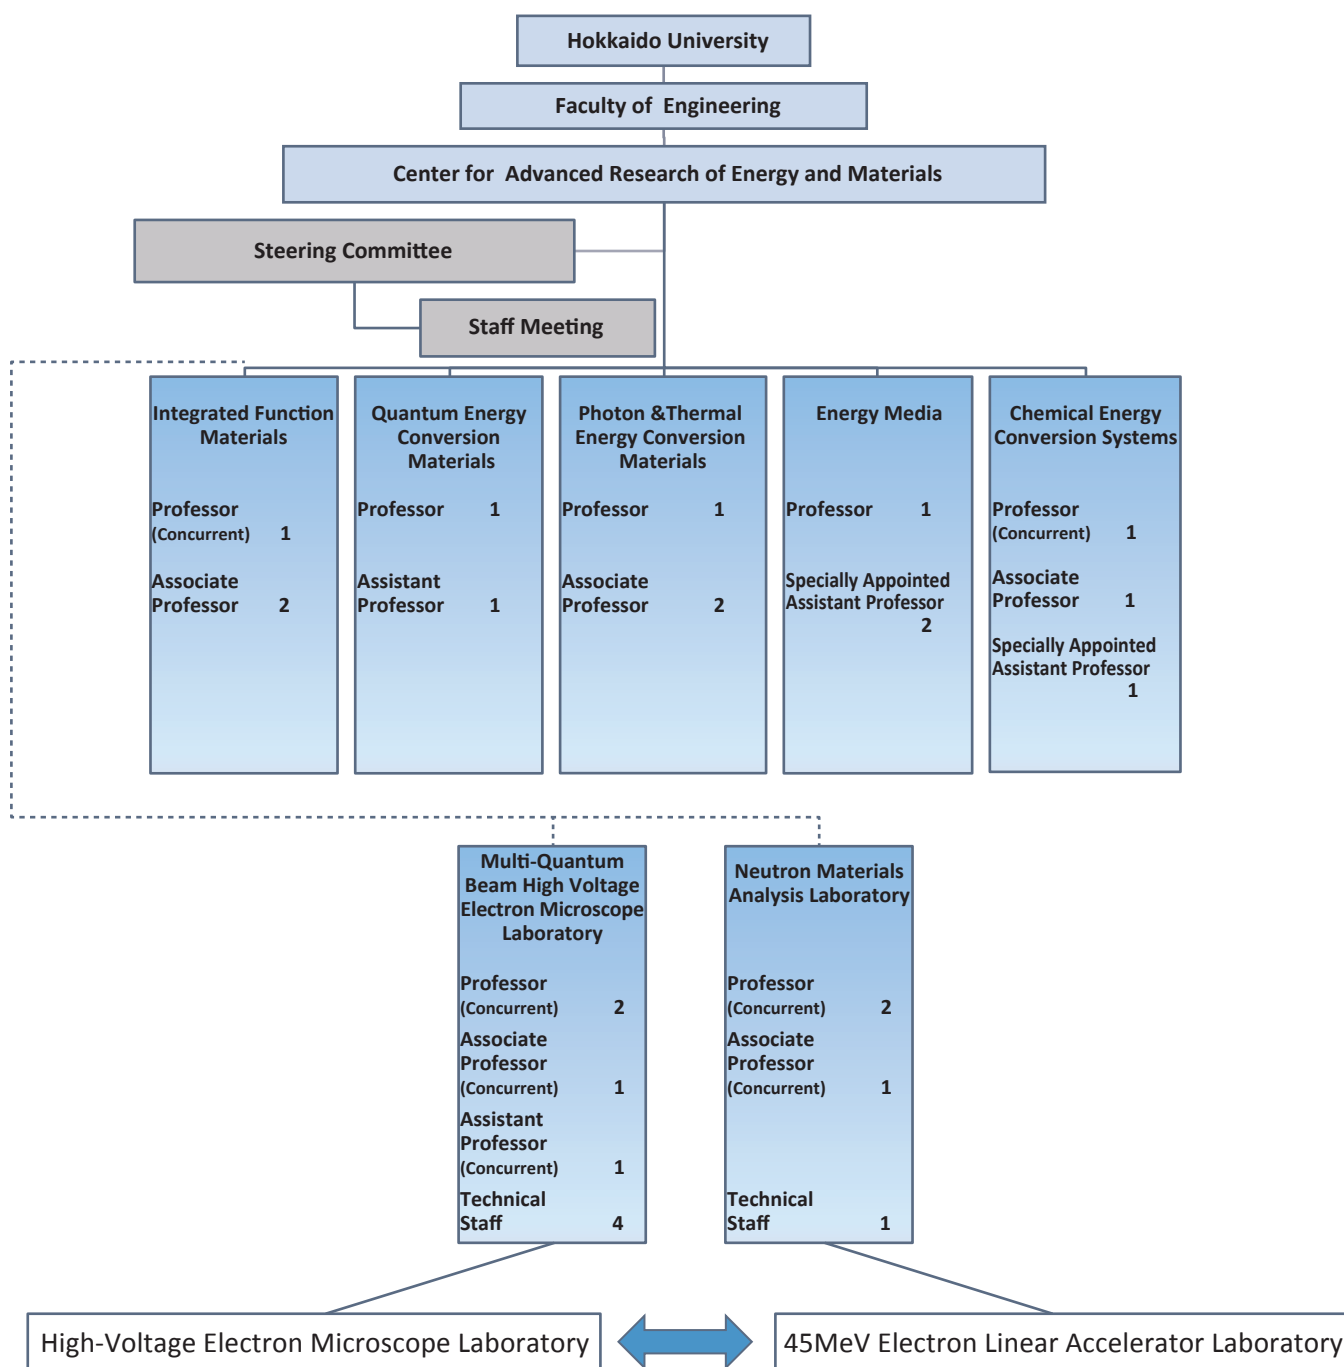 Hokkaido University
Faculty of Engineering
Center for Advanced Research of Energy and Materials
Steering Committee
Staff Meeting
Integrated Function
Materials
Professor
(Concurrent) 1
Associate
Professor 2
Quantum Energy
Conversion
Materials
Professor 1
Assistant
Professor 1
Photon &Thermal
Energy Conversion
Materials
Professor 1
Associate
Professor 2
Energy Media
Professor 1
Specially Appointed
Assistant Professor
2
Chemical Energy
Conversion Systems
Professor
(Concurrent) 1
Associate
Professor 1
Specially Appointed
Assistant Professor
1
Multi-Quantum
Beam High Voltage
Electron Microscope
Laboratory
Professor
(Concurrent) 2
Associate
Professor
(Concurrent) 1
Assistant
Professor
(Concurrent) 1
Technical
Staff 4
Neutron Materials
Analysis Laboratory
Professor
(Concurrent) 2
Associate
Professor
(Concurrent) 1
Technical
Staff 1
High-Voltage Electron Microscope Laboratory
45MeV Electron Linear Accelerator Laboratory